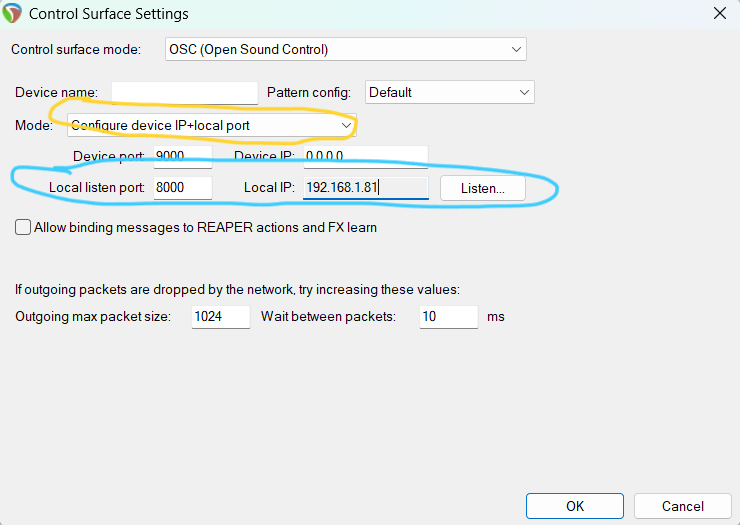 Control Surface Settings
Control surface mode: OSC (Open Sound Control)
Device name: Pattern config: Default
Mode: Configure device IP+local port
Device port: 9000 Device IP: 0.0.0.0
Local listen port: 8000 Local IP: 192.168.1.81 Listen...
Allow binding messages to REAPER actions and FX learn
If outgoing packets are dropped by the network, try increasing these values:
Outgoing max packet size: 1024 Wait between packets: 10 ms
OK Cancel